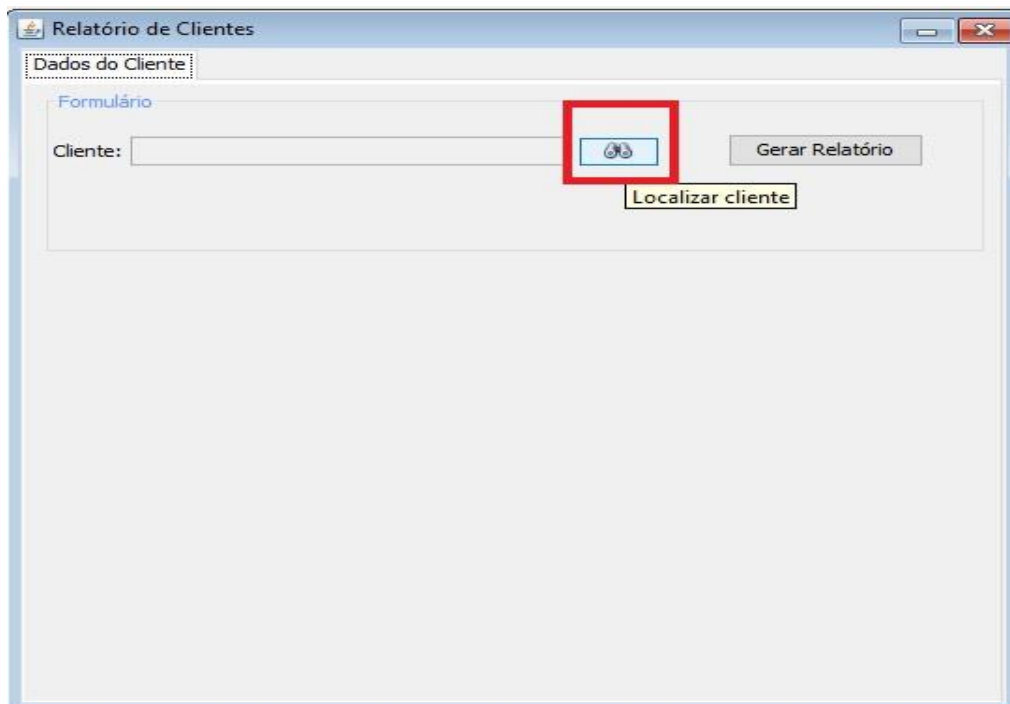 Relatório de Clientes
Dados do Cliente
Formulário
Cliente:
Gerar Relatório
Localizar cliente